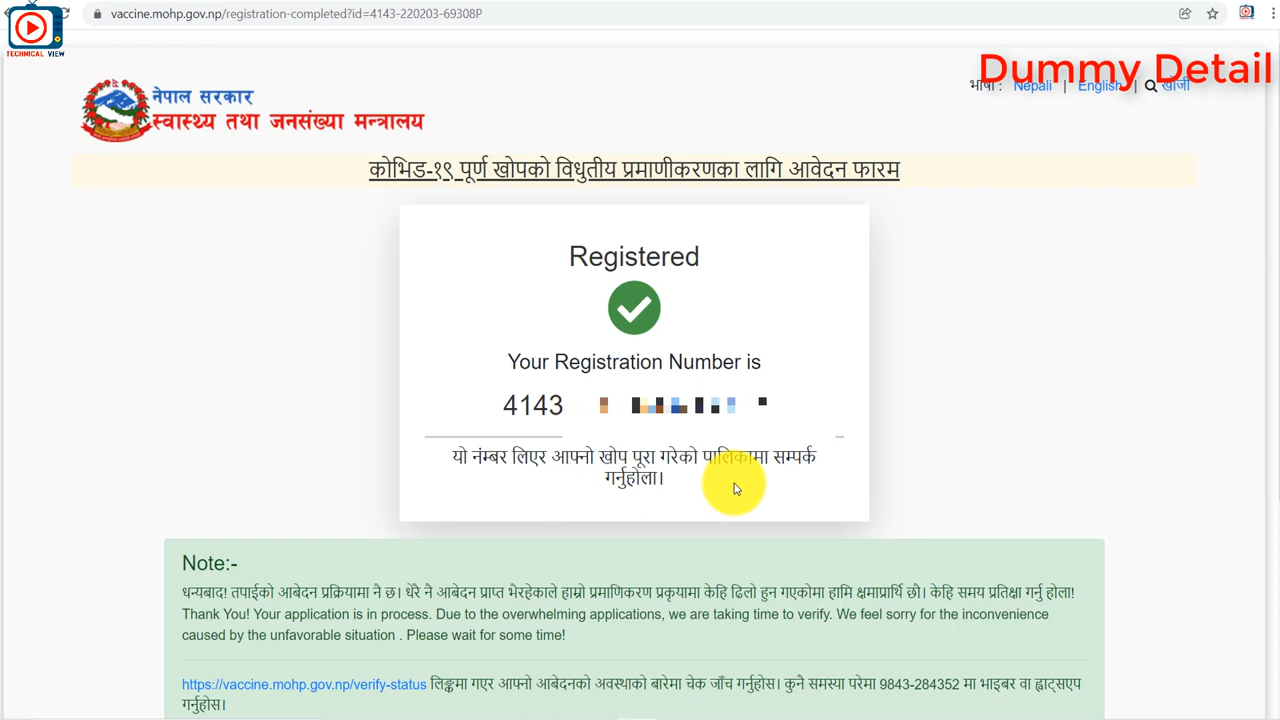 vaccine.mohp.gov.np/registration-completed?id=4143-220203-69308P
TECHNICAL VIEW
Dummy Detail
नेपाल सरकार
स्वास्थ्य तथा जनसंख्या मन्त्रालय
भाषा : Nepali | English | खोजी
कोभिड-१९ पूर्ण खोपको विधुतीय प्रमाणीकरणका लागि आवेदन फारम
Registered
Your Registration Number is
4143
यो नंम्बर लिएर आफ्नो खोप पूरा गरेको पालिकामा सम्पर्क
गर्नुहोला।
Note:-
धन्यबाद! तपाईको आबेदन प्रक्रियामा नै छ। धेरै नै आबेदन प्राप्त भैरहेकाले हाम्रो प्रमाणिकरण प्रकृयामा केहि ढिलो हुन गएकोमा हामि क्षमाप्रार्थि छौ। केहि समय प्रतिक्षा गर्नु होला!
Thank You! Your application is in process. Due to the overwhelming applications, we are taking time to verify. We feel sorry for the inconvenience
caused by the unfavorable situation . Please wait for some time!
https://vaccine.mohp.gov.np/verify-status लिङ्कमा गएर आफ्नो आबेदनको अवस्थाको बारेमा चेक जाँच गर्नुहोस। कुनै समस्या परेमा 9843-284352 मा भाइबर वा ह्वाट्सएप
गर्नुहोस।